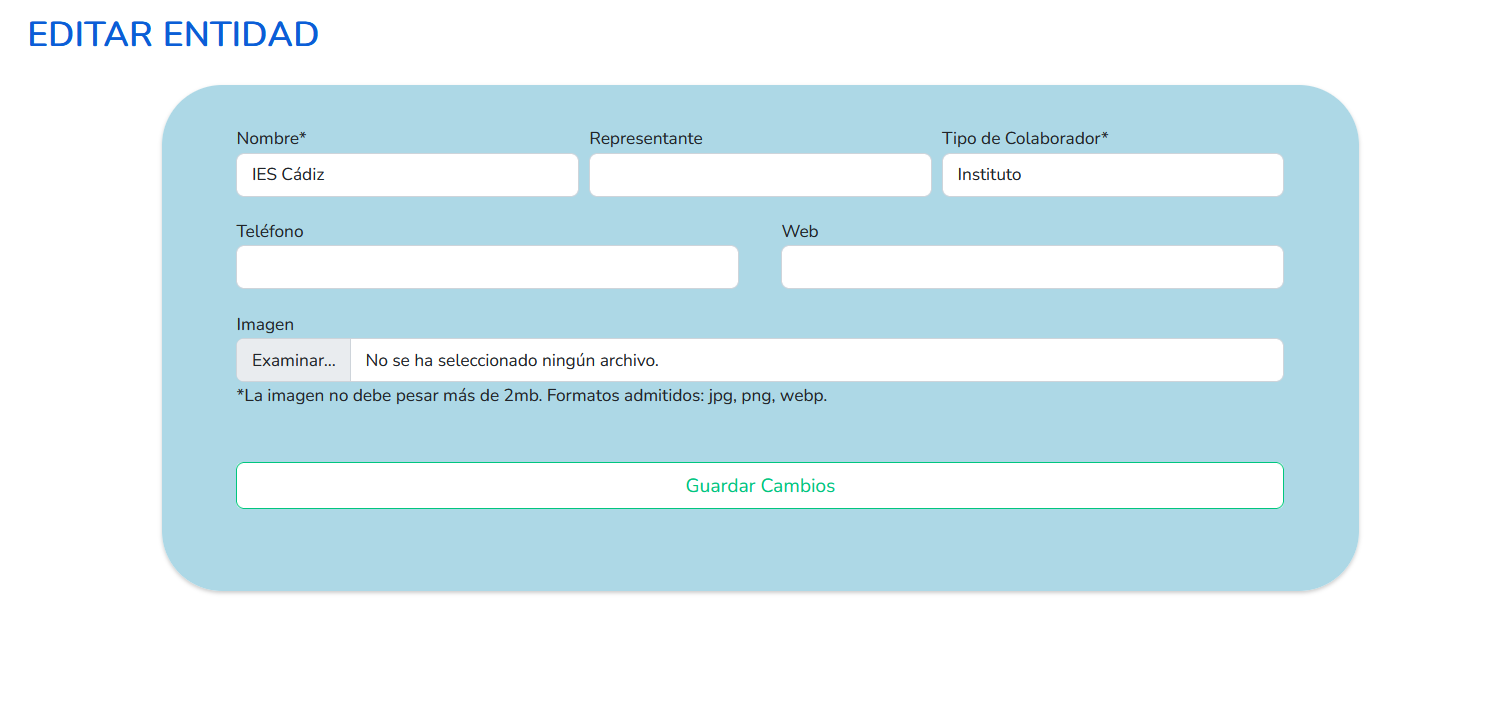 EDITAR ENTIDAD
Nombre* Representante Tipo de Colaborador*
IES Cádiz Instituto
Teléfono Web
Imagen
Examinar... No se ha seleccionado ningún archivo.
*La imagen no debe pesar más de 2mb. Formatos admitidos: jpg, png, webp.
Guardar Cambios